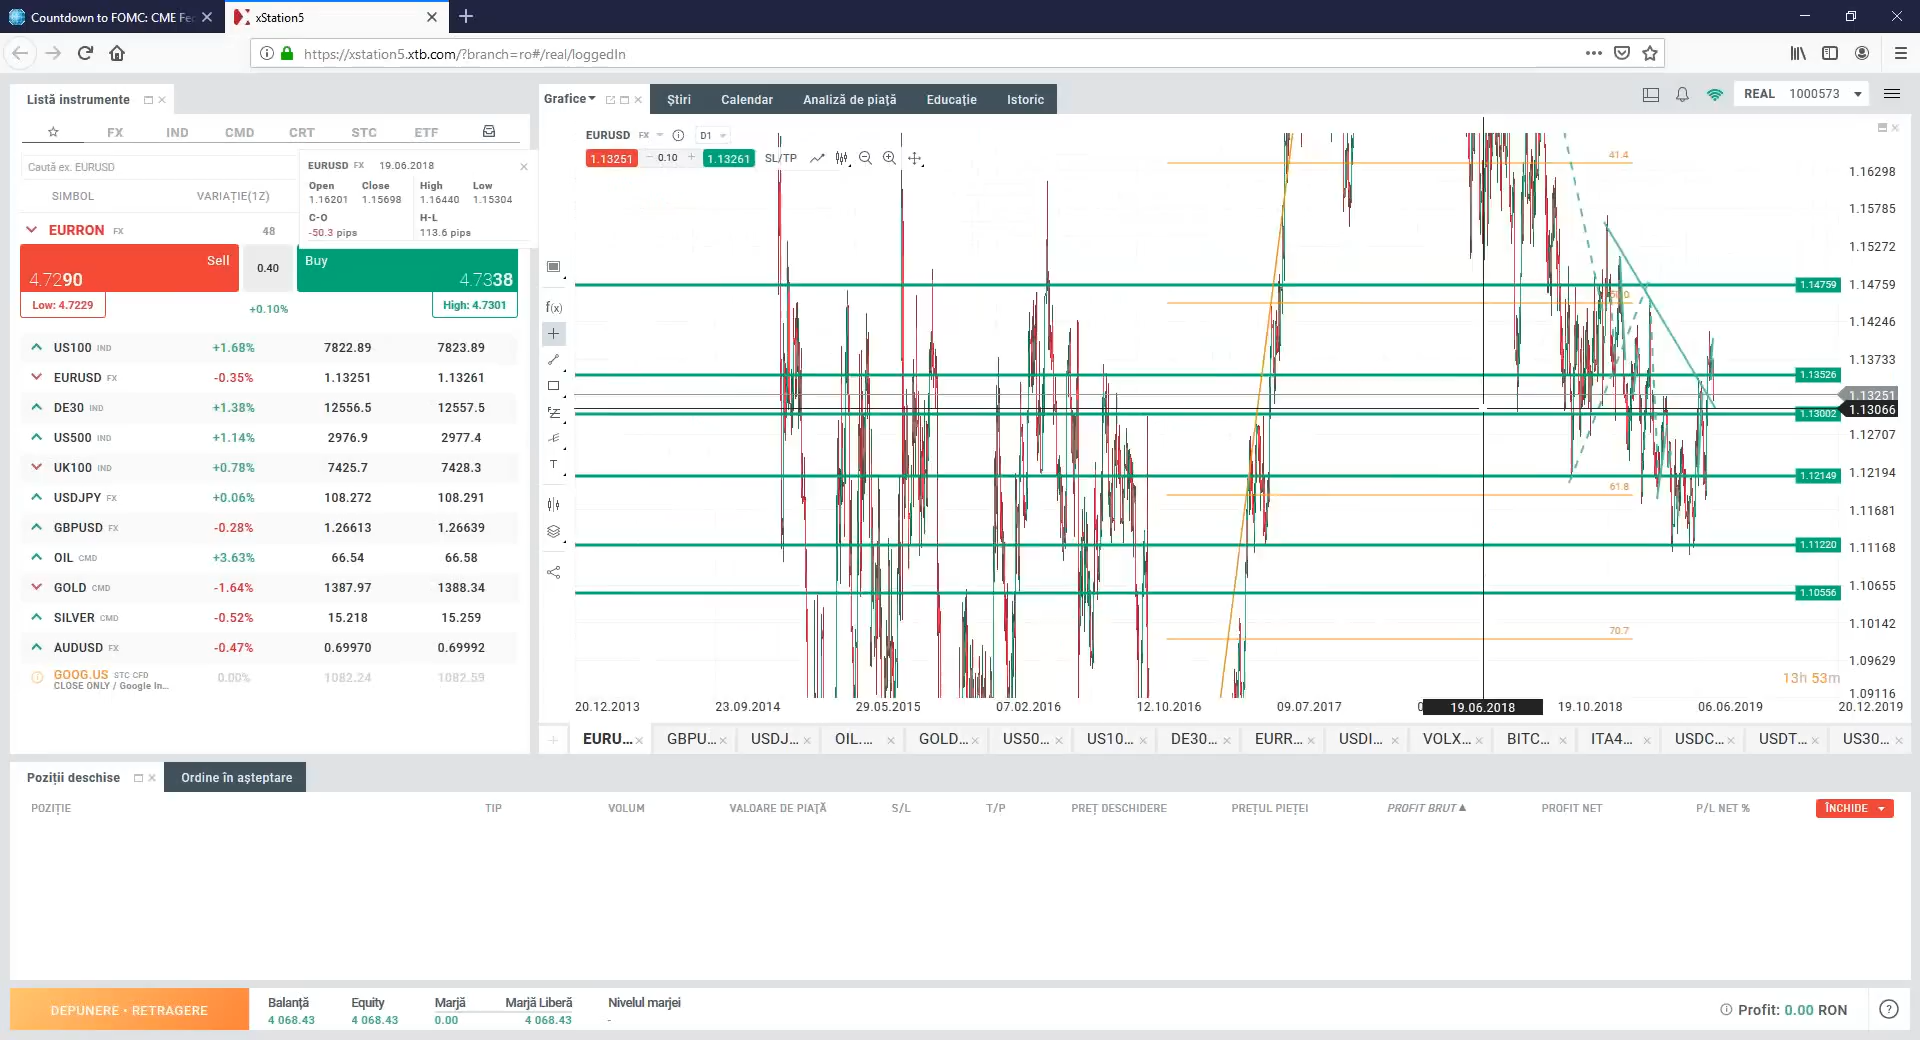 Countdown to FOMC: CME Fe
xStation5
https://xstation5.xtb.com/?branch=ro#/real/loggedIn
Listă instrumente
FX IND CMD CRT STC ETF
Caută ex. EURUSD
SIMBOL VARIAȚIE(1Z)
EURUSD FX 19.06.2018
Open Close High Low
1.16201 1.15698 1.16440 1.15304
C-O H-L
-50.3 pips 113.6 pips
EURRON FX 48
Sell 4.7290
0.40
Buy 4.7338
Low: 4.7229 +0.10% High: 4.7301
US100 IND +1.68% 7822.89 7823.89
EURUSD FX -0.35% 1.13251 1.13261
DE30 IND +1.38% 12556.5 12557.5
US500 IND +1.14% 2976.9 2977.4
UK100 IND +0.78% 7425.7 7428.3
USDJPY FX +0.06% 108.272 108.291
GBPUSD FX -0.28% 1.26613 1.26639
OIL CMD +3.63% 66.54 66.58
GOLD CMD -1.64% 1387.97 1388.34
SILVER CMD -0.52% 15.218 15.259
AUDUSD FX -0.47% 0.69970 0.69992
GOOG.US STC CFD 0.00% 1082.24 1082.59
CLOSE ONLY / Google In...
Grafice Știri Calendar Analiză de piață Educație Istoric
REAL 1000573
EURUSD FX D1
1.13251 0.10 1.13261 SL/TP
f(x)
T
41.4
61.8
70.7
1.14759
1.13526
1.13002
1.12149
1.11220
1.10556
1.16298
1.15785
1.15272
1.14759
1.14246
1.13733
1.13251
1.13066
1.12707
1.12194
1.11681
1.11168
1.10655
1.10142
1.09629
1.09116
13h 53m
20.12.2013 23.09.2014 29.05.2015 07.02.2016 12.10.2016 09.07.2017 19.06.2018 19.10.2018 06.06.2019 20.12.2019
EURU... GBPU... USDJ... OIL.... GOLD... US50... US10... DE30... EURR... USDI... VOLX... BITC... ITA4... USDC... USDT... US30...
Poziții deschise Ordine în așteptare
POZIȚIE TIP VOLUM VALOARE DE PIAȚĂ S/L T/P PREȚ DESCHIDERE PREȚUL PIEȚEI PROFIT BRUT PROFIT NET P/L NET % ÎNCHIDE
DEPUNERE • RETRAGERE
Balanță Equity Marjă Marjă Liberă Nivelul marjei
4 068.43 4 068.43 0.00 4 068.43 -
Profit: 0.00 RON